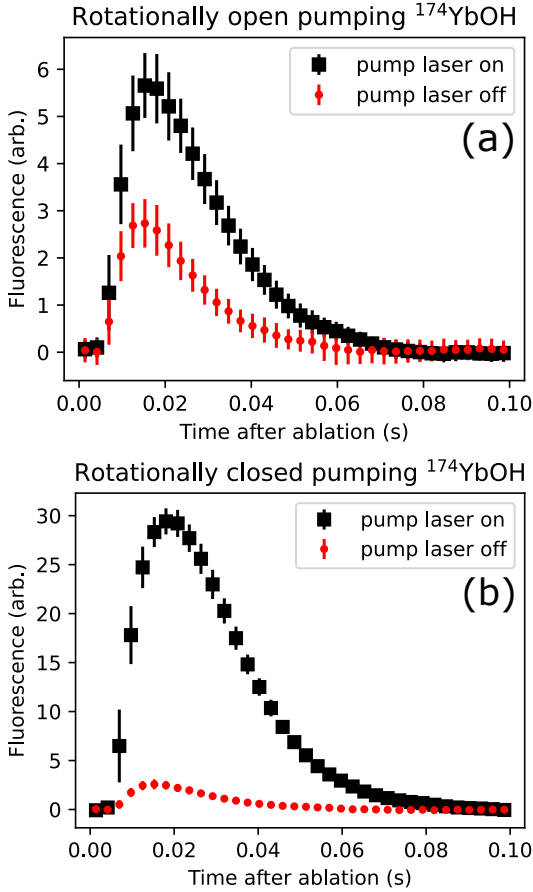 Rotationally open pumping ¹⁷⁴YbOH
pump laser on
pump laser off
(a)
Fluorescence (arb.)
6
5
4
3
2
1
0
0.00 0.02 0.04 0.06 0.08 0.10
Time after ablation (s)
Rotationally closed pumping ¹⁷⁴YbOH
pump laser on
pump laser off
(b)
Fluorescence (arb.)
30
25
20
15
10
5
0
0.00 0.02 0.04 0.06 0.08 0.10
Time after ablation (s)